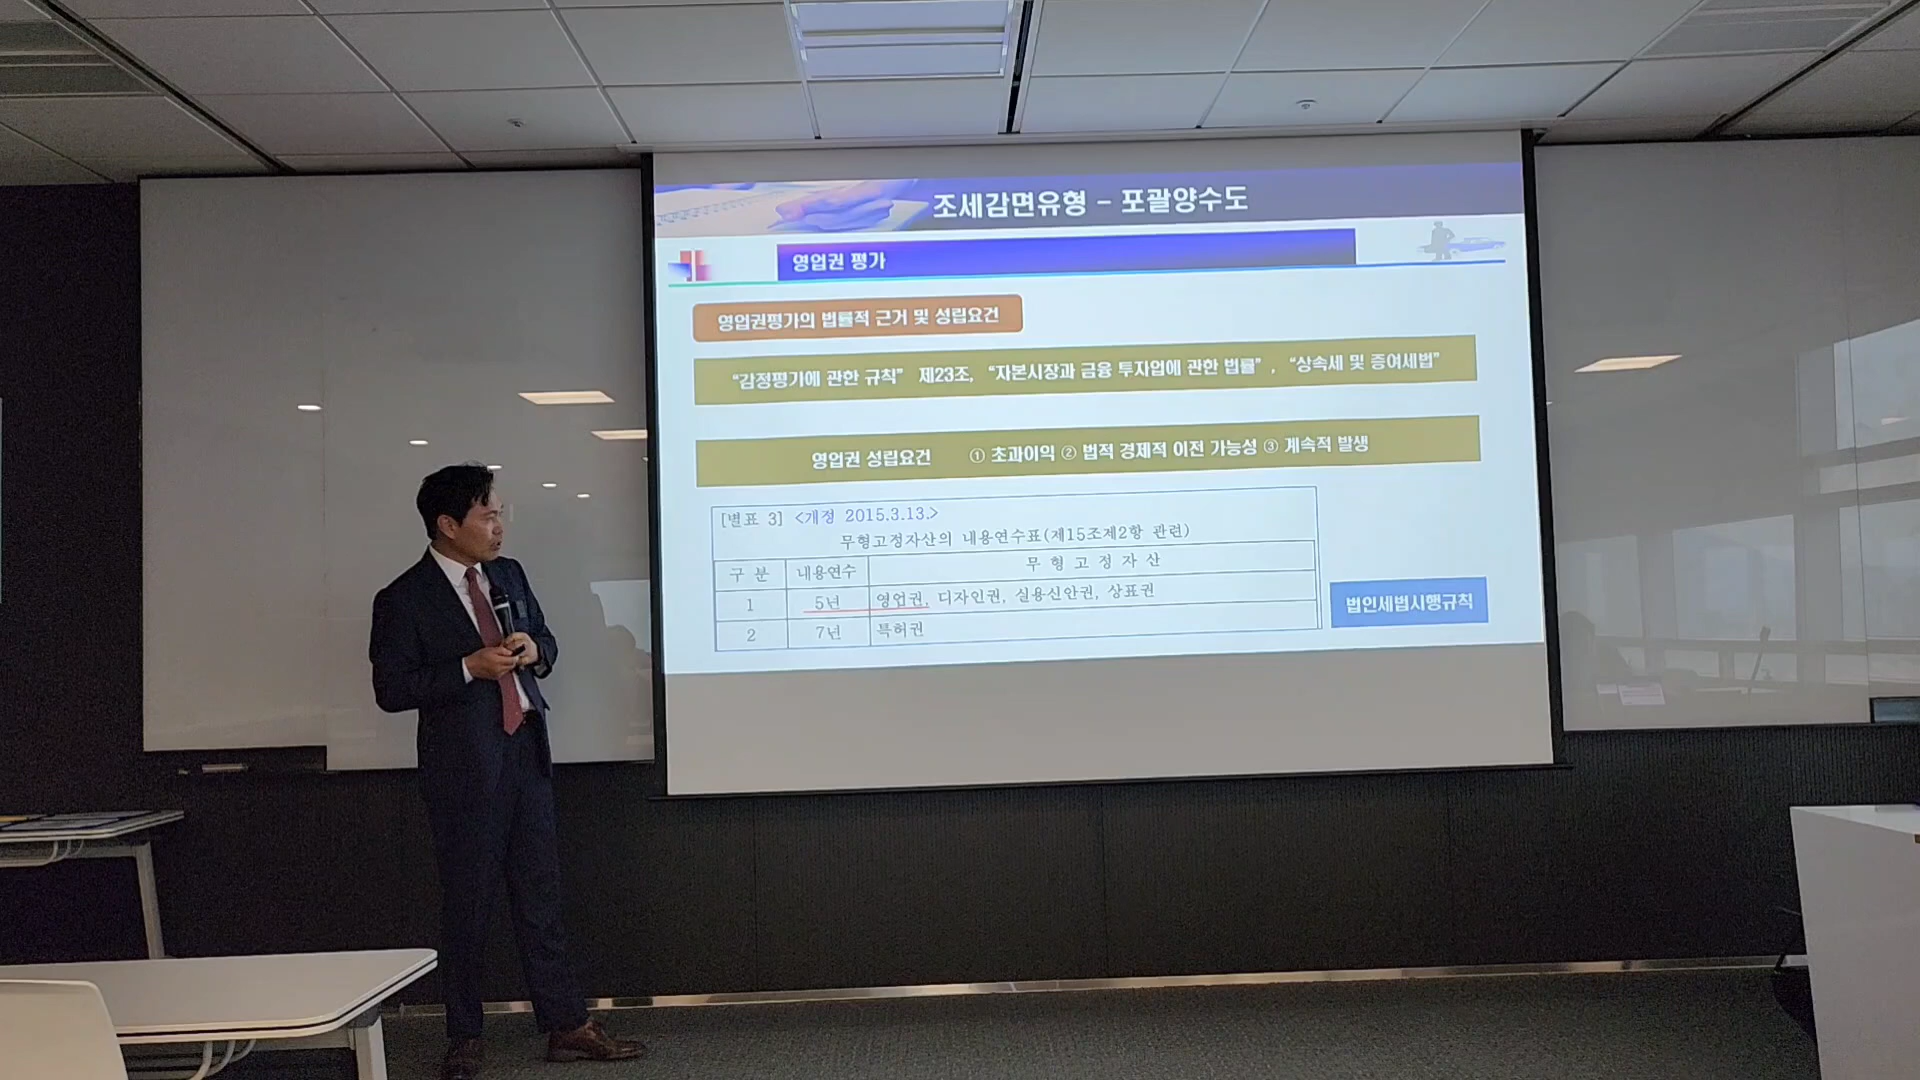 조세감면유형 - 포괄양수도
영업권 평가
영업권평가의 법률적 근거 및 성립요건
“감정평가에 관한 규칙” 제23조, “자본시장과 금융 투자업에 관한 법률” , “상속세 및 증여세법”
영업권 성립요건 ① 초과이익 ② 법적 경제적 이전 가능성 ③ 계속적 발생
[별표 3] <개정 2015.3.13.>
무형고정자산의 내용연수표(제15조제2항 관련)
구 분 내용연수 무 형 고 정 자 산
1 5년 영업권, 디자인권, 실용신안권, 상표권
2 7년 특허권
법인세법시행규칙